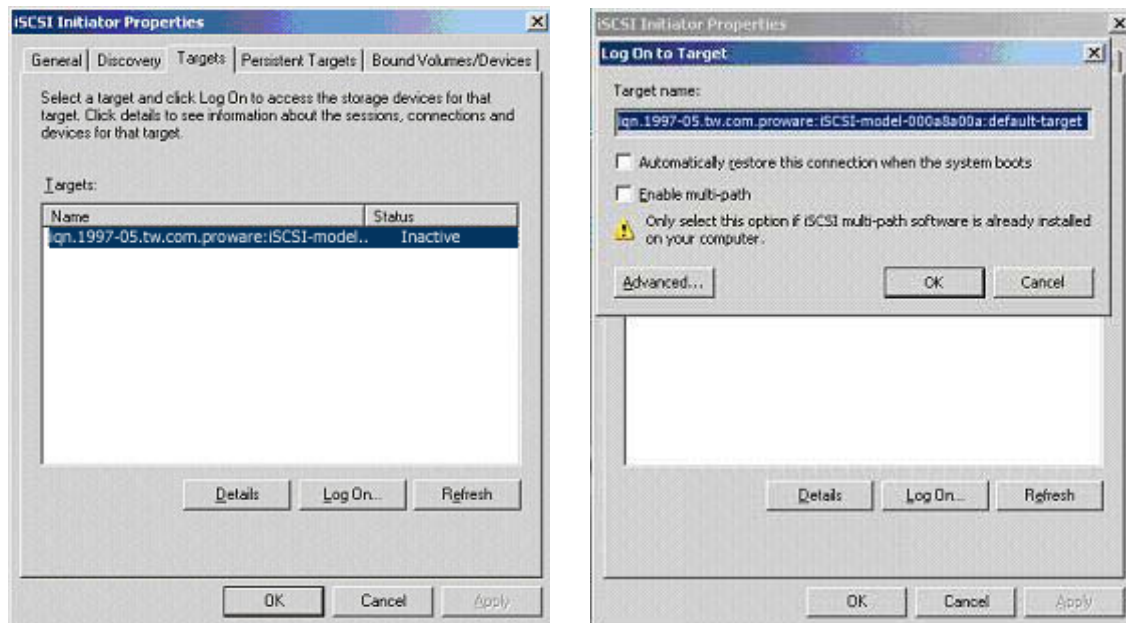 iSCSI Initiator Properties
General Discovery Targets Persistent Targets Bound Volumes/Devices
Select a target and click Log On to access the storage devices for that
target. Click details to see information about the sessions, connections and
devices for that target.
Targets:
Name Status
iqn.1997-05.tw.com.proware:iSCSI-model.. Inactive
Details Log On... Refresh
OK Cancel Apply
iSCSI Initiator Properties
Log On to Target
Target name:
iqn.1997-05.tw.com.proware:iSCSI-model-000a8a00a:default-target
Automatically restore this connection when the system boots
Enable multi-path
Only select this option if iSCSI multi-path software is already installed
on your computer.
Advanced... OK Cancel
Details Log On... Refresh
OK Cancel Apply